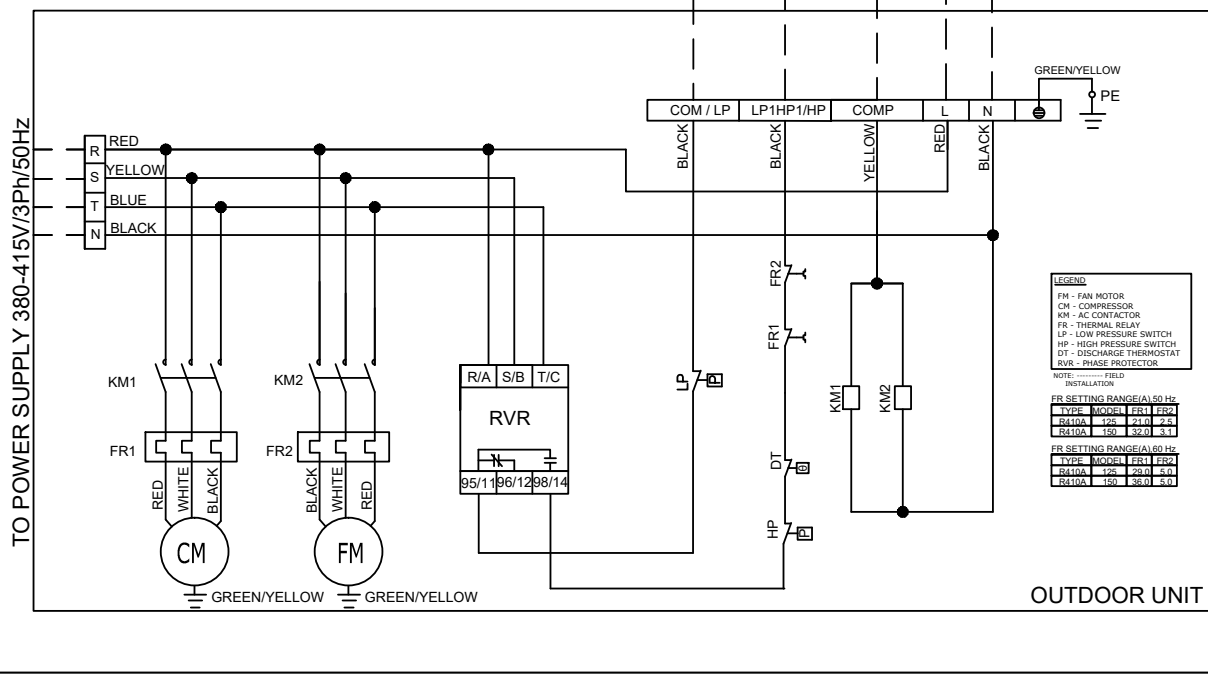 GREEN/YELLOW
PE
COM / LP LP1HP1/HP COMP L N
BLACK BLACK YELLOW RED BLACK
TO POWER SUPPLY 380-415V/3Ph/50Hz
R RED
S YELLOW
T BLUE
N BLACK
FR2
FR1
LP P
DT θ
HP P
KM1 KM2
KM1
KM2
R/A S/B T/C
RVR
95/11 96/12 98/14
FR1
FR2
RED WHITE BLACK
BLACK WHITE RED
CM
FM
GREEN/YELLOW
GREEN/YELLOW
LEGEND
FM - FAN MOTOR
CM - COMPRESSOR
KM - AC CONTACTOR
FR - THERMAL RELAY
LP - LOW PRESSURE SWITCH
HP - HIGH PRESSURE SWITCH
DT - DISCHARGE THERMOSTAT
RVR - PHASE PROTECTOR
NOTE: --------- FIELD
INSTALLATION
FR SETTING RANGE(A),50 Hz
TYPE MODEL FR1 FR2
R410A 125 21.0 2.5
R410A 150 32.0 3.1
FR SETTING RANGE(A),60 Hz
TYPE MODEL FR1 FR2
R410A 125 29.0 5.0
R410A 150 36.0 5.0
OUTDOOR UNIT